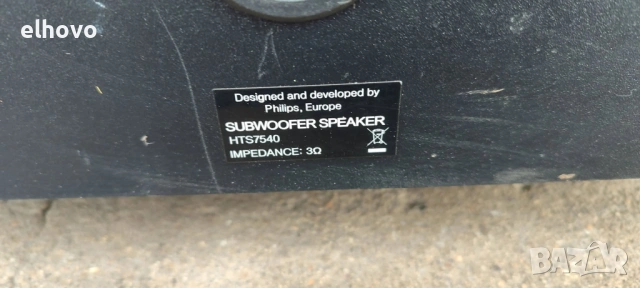 elhovo
Designed and developed by
Philips, Europe
SUBWOOFER SPEAKER
HTS7540
IMPEDANCE: 3Ω
BAZAR